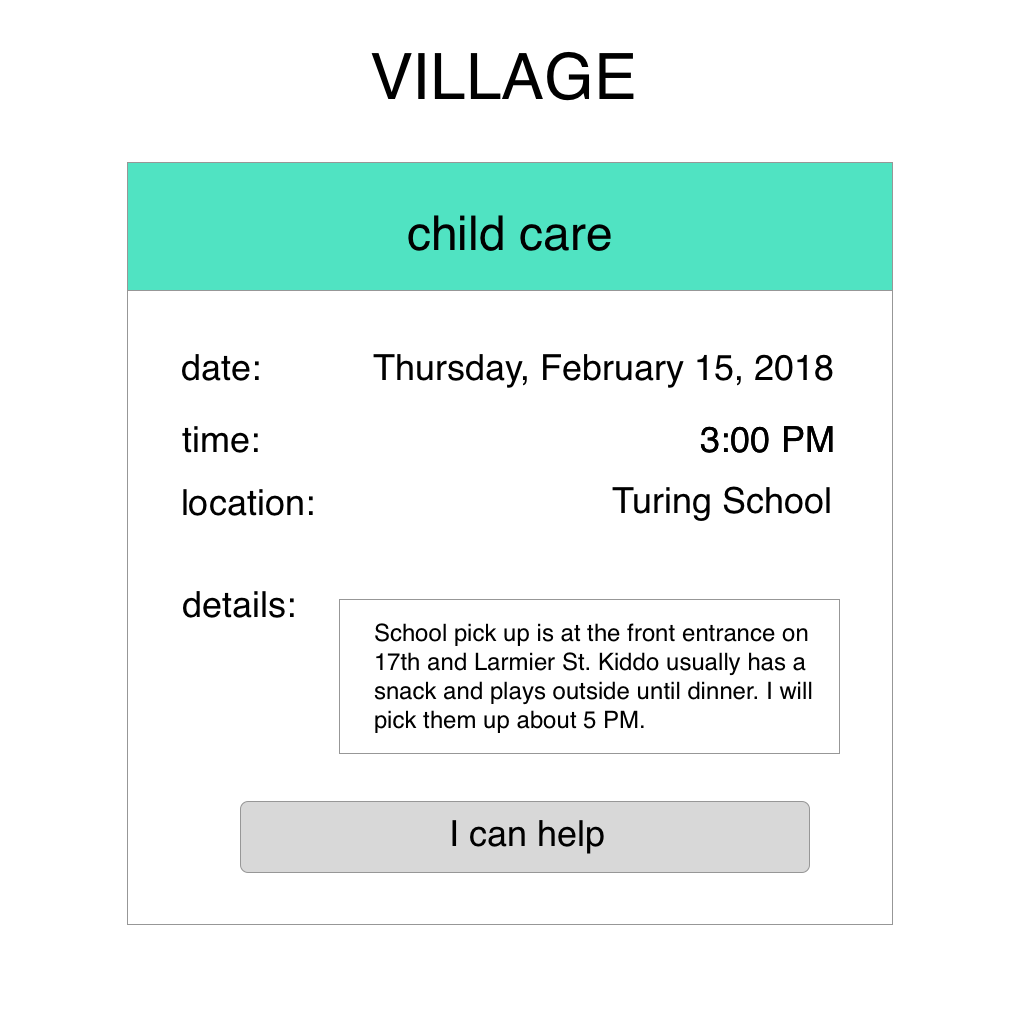 VILLAGE
child care
date: Thursday, February 15, 2018
time: 3:00 PM
location: Turing School
details:
School pick up is at the front entrance on
17th and Larmier St. Kiddo usually has a
snack and plays outside until dinner. I will
pick them up about 5 PM.
I can help